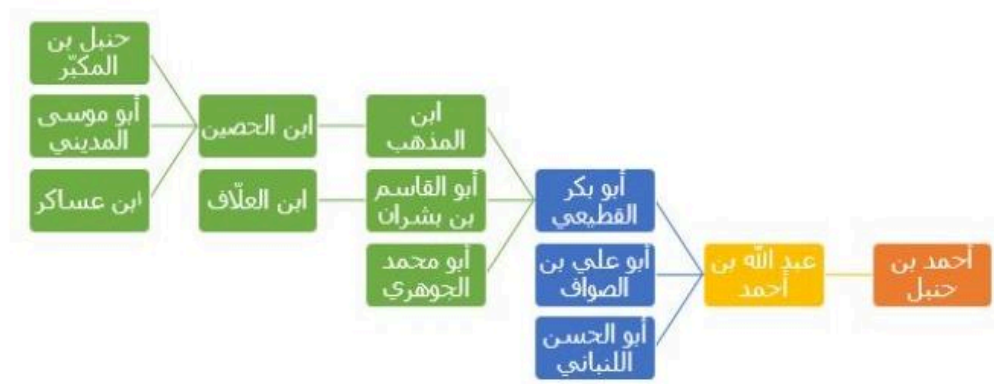 أحمد بن
حنبل
عبد الله بن
أحمد
أبو بكر
القطيعي
أبو علي بن
الصواف
أبو الحسن
اللنباني
ابن
المذهب
أبو القاسم
بن بشران
أبو محمد
الجوهري
ابن الحصين
ابن العلّاف
حنبل بن
المكبّر
أبو موسى
المديني
ابن عساكر